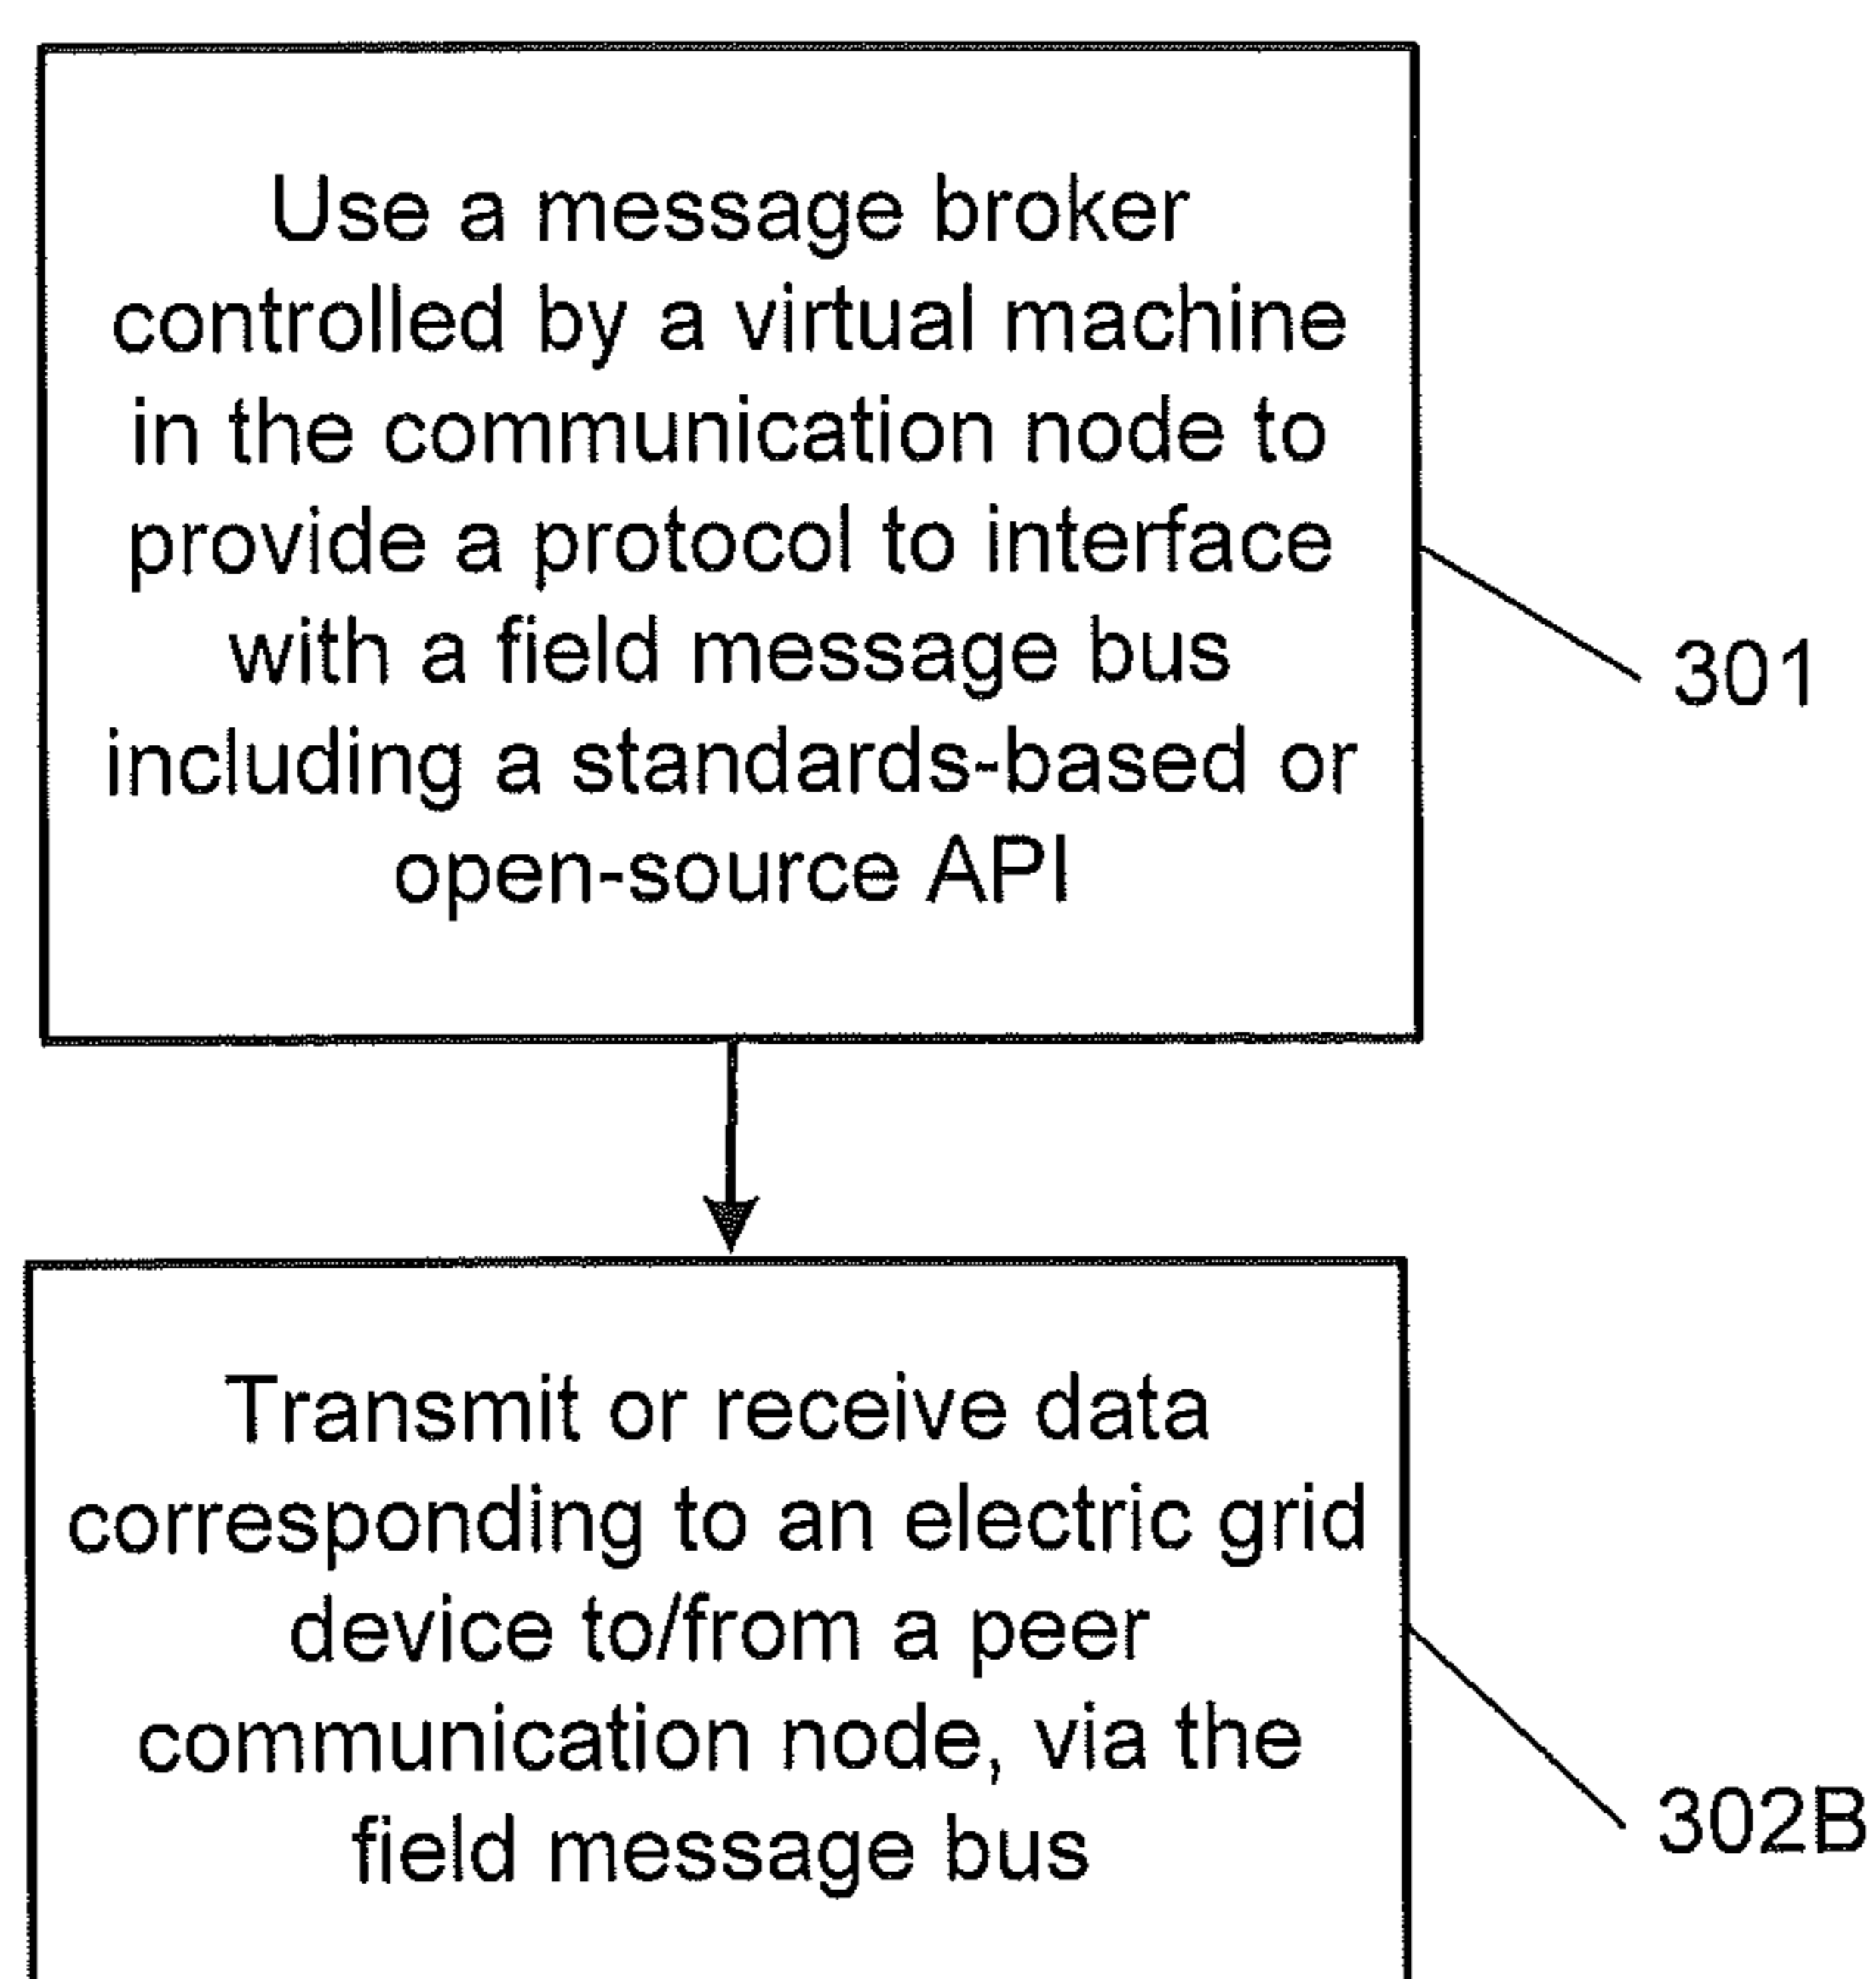 Use a message broker
controlled by a virtual machine
in the communication node to
provide a protocol to interface
with a field message bus
including a standards-based or
open-source API
301
Transmit or receive data
corresponding to an electric grid
device to/from a peer
communication node, via the
field message bus
302B